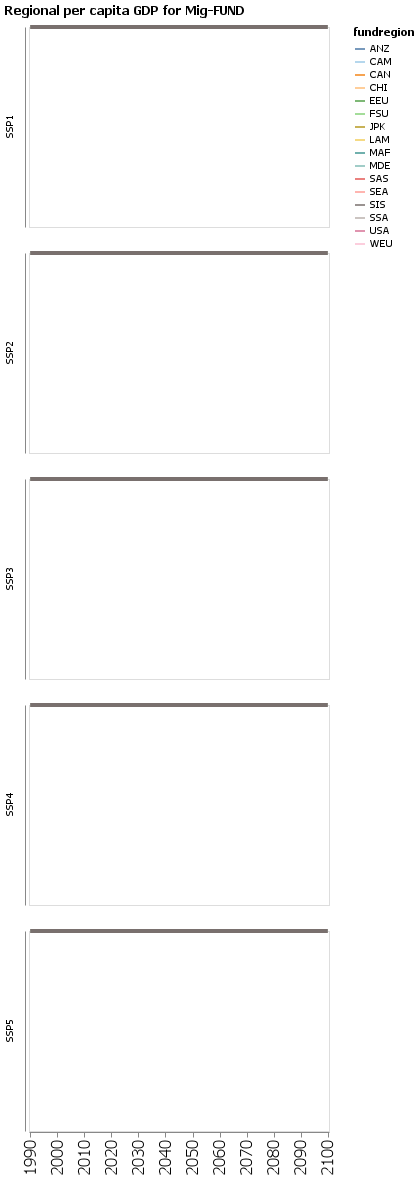 Regional per capita GDP for Mig-FUND
fundregion
ANZ
CAM
CAN
CHI
EEU
FSU
JPK
LAM
MAF
MDE
SAS
SEA
SIS
SSA
USA
WEU
SSP1
SSP2
SSP3
SSP4
SSP5
1990 2000 2010 2020 2030 2040 2050 2060 2070 2080 2090 2100